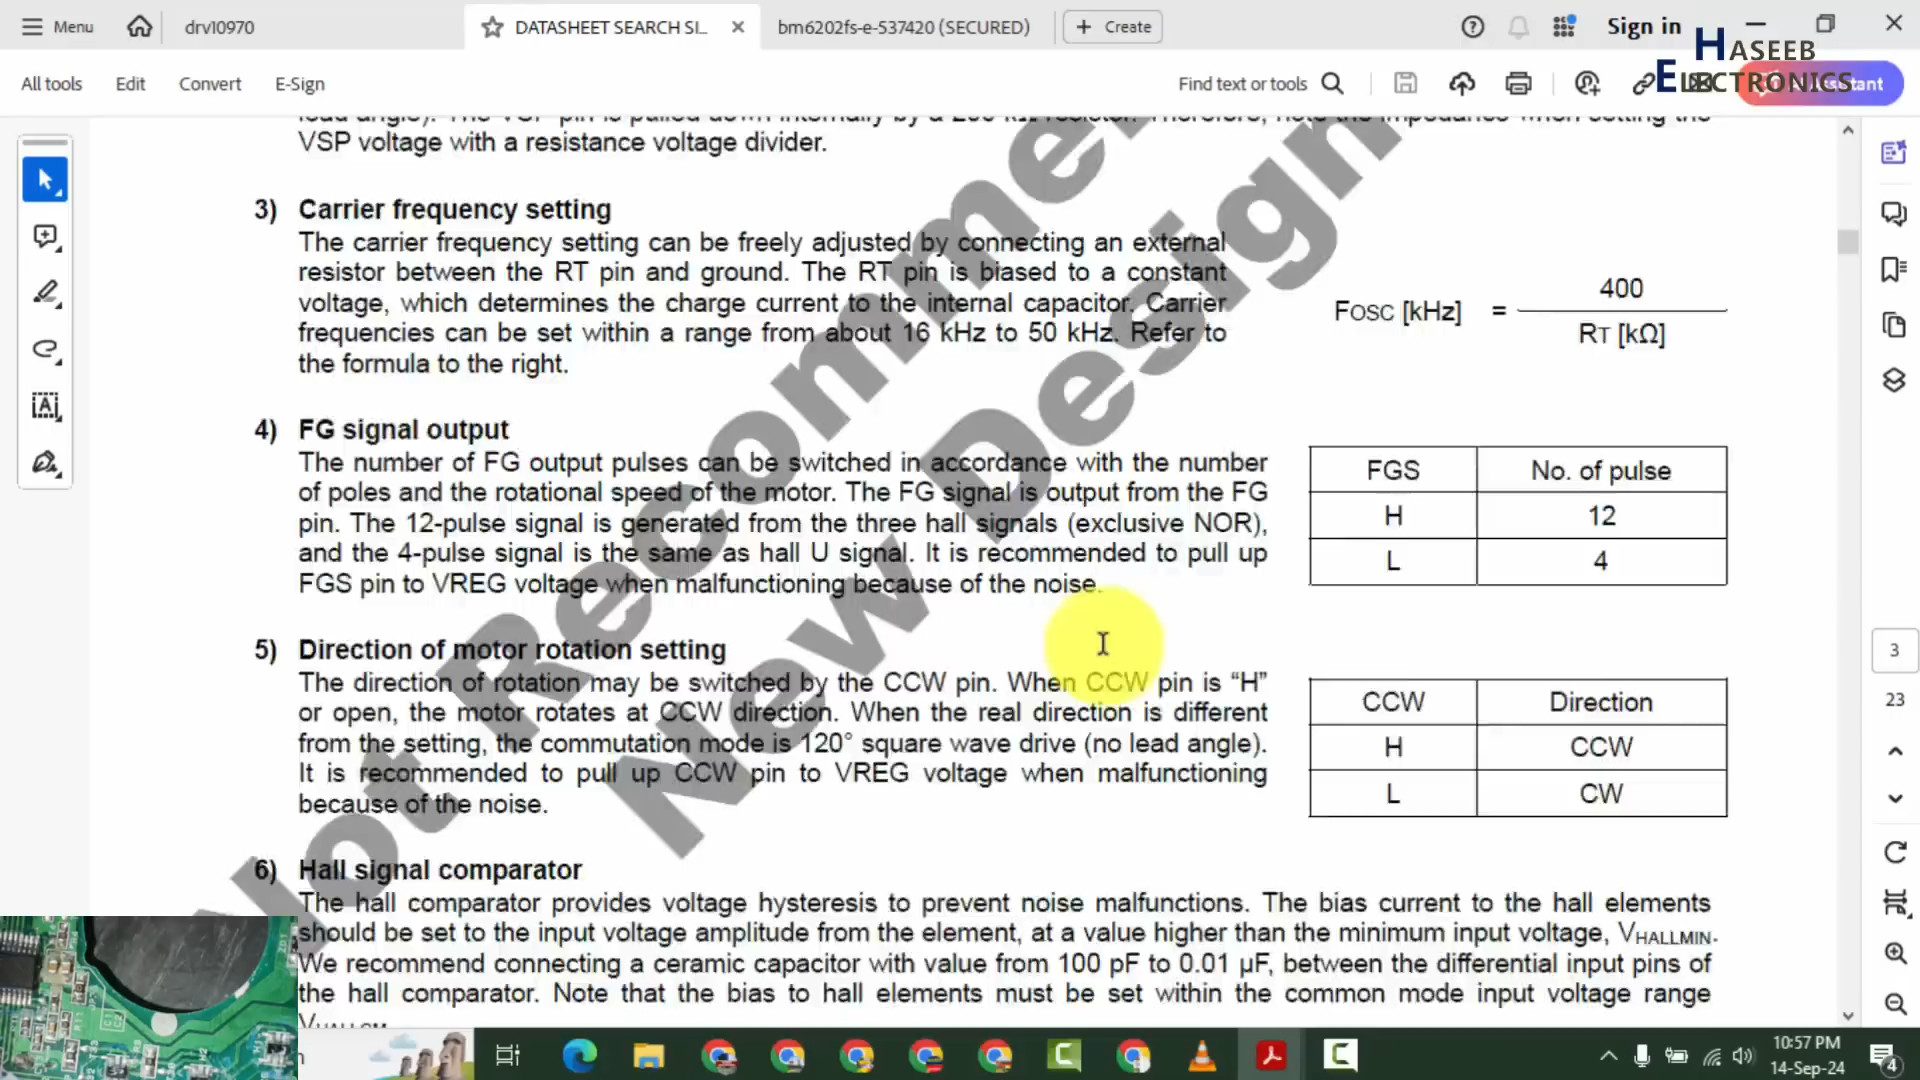 Menu
drv10970
DATASHEET SEARCH SI...
bm6202fs-e-537420 (SECURED)
Create
Sign in
HASEEB
ELECTRONICS
All tools
Edit
Convert
E-Sign
Find text or tools
VSP voltage with a resistance voltage divider.
3) Carrier frequency setting
The carrier frequency setting can be freely adjusted by connecting an external
resistor between the RT pin and ground. The RT pin is biased to a constant
voltage, which determines the charge current to the internal capacitor. Carrier
frequencies can be set within a range from about 16 kHz to 50 kHz. Refer to
the formula to the right.
FOSC [kHz] = 400
RT [kΩ]
4) FG signal output
The number of FG output pulses can be switched in accordance with the number
of poles and the rotational speed of the motor. The FG signal is output from the FG
pin. The 12-pulse signal is generated from the three hall signals (exclusive NOR),
and the 4-pulse signal is the same as hall U signal. It is recommended to pull up
FGS pin to VREG voltage when malfunctioning because of the noise.
FGS No. of pulse
H 12
L 4
5) Direction of motor rotation setting
The direction of rotation may be switched by the CCW pin. When CCW pin is “H”
or open, the motor rotates at CCW direction. When the real direction is different
from the setting, the commutation mode is 120° square wave drive (no lead angle).
It is recommended to pull up CCW pin to VREG voltage when malfunctioning
because of the noise.
CCW Direction
H CCW
L CW
6) Hall signal comparator
The hall comparator provides voltage hysteresis to prevent noise malfunctions. The bias current to the hall elements
should be set to the input voltage amplitude from the element, at a value higher than the minimum input voltage, VHALLMIN.
We recommend connecting a ceramic capacitor with value from 100 pF to 0.01 µF, between the differential input pins of
the hall comparator. Note that the bias to hall elements must be set within the common mode input voltage range
Not Recommen
New Design
3
23
10:57 PM
14-Sep-24
4